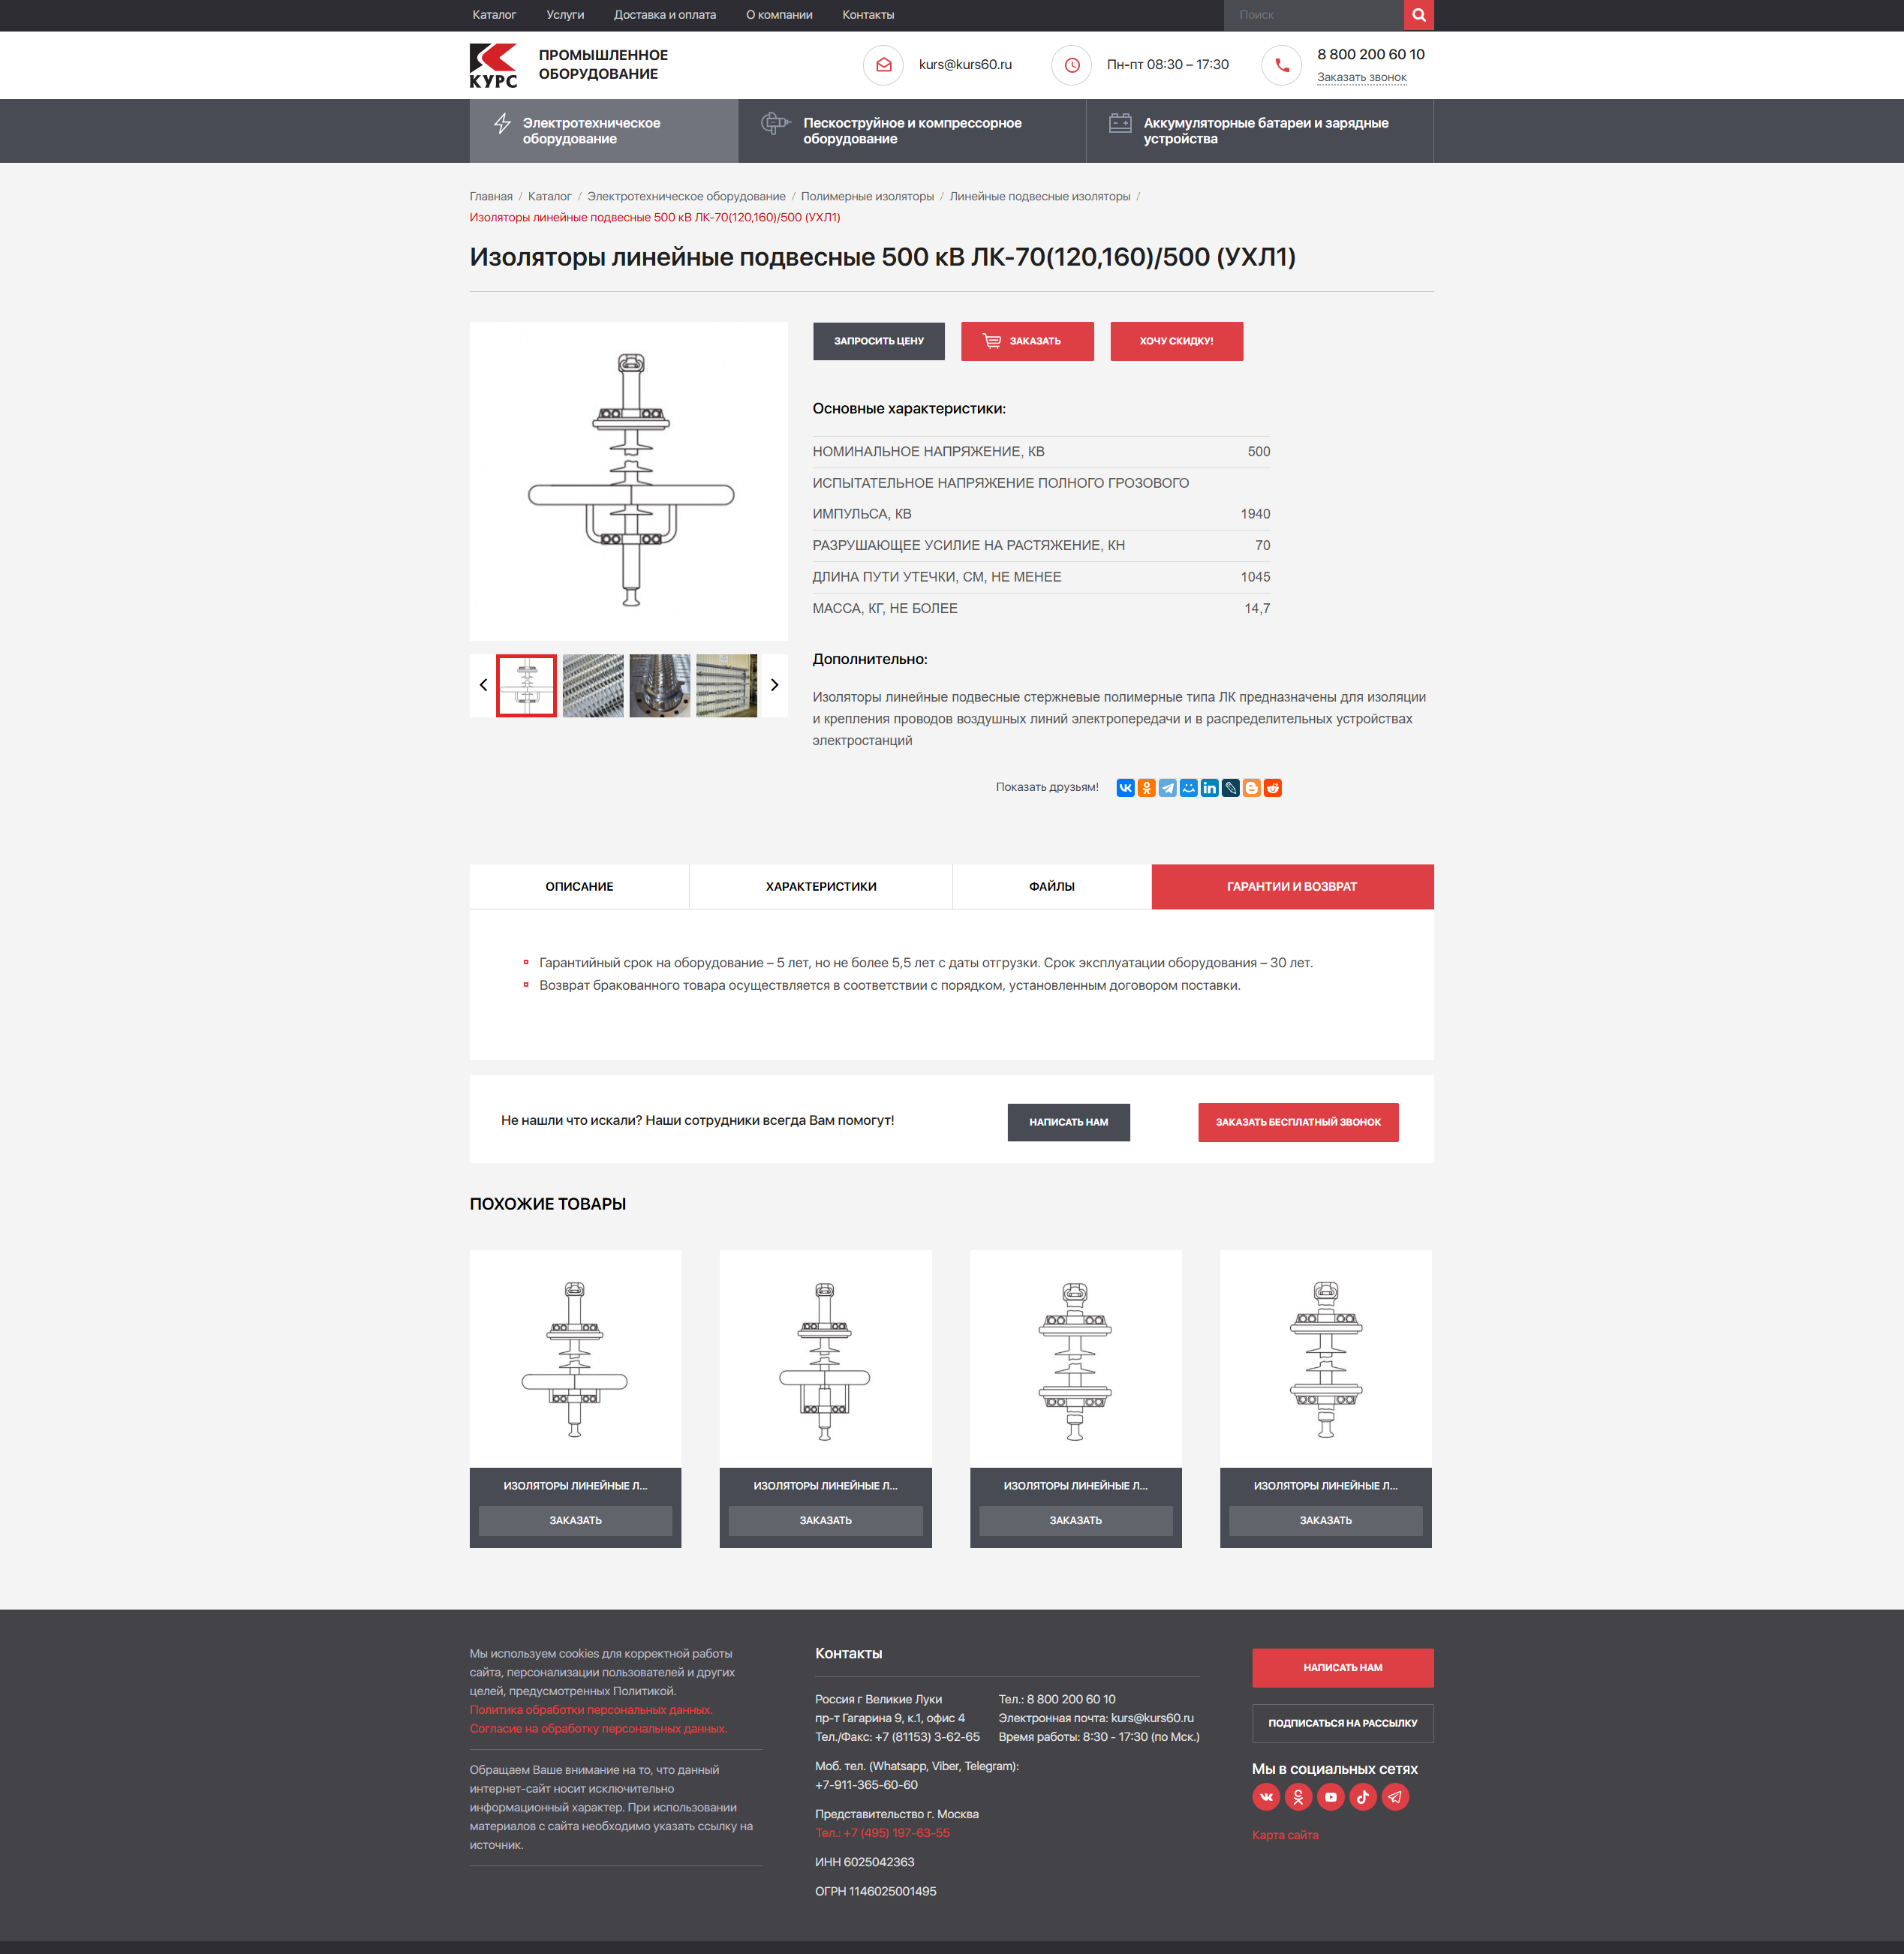 Каталог Услуги Доставка и оплата О компании Контакты Поиск
КУРС
ПРОМЫШЛЕННОЕ
ОБОРУДОВАНИЕ
kurs@kurs60.ru
Пн-пт 08:30 – 17:30
8 800 200 60 10
Заказать звонок
Электротехническое
оборудование
Пескоструйное и компрессорное
оборудование
Аккумуляторные батареи и зарядные
устройства
Главная / Каталог / Электротехническое оборудование / Полимерные изоляторы / Линейные подвесные изоляторы /
Изоляторы линейные подвесные 500 кВ ЛК-70(120,160)/500 (УХЛ1)
Изоляторы линейные подвесные 500 кВ ЛК-70(120,160)/500 (УХЛ1)
ЗАПРОСИТЬ ЦЕНУ ЗАКАЗАТЬ ХОЧУ СКИДКУ!
Основные характеристики:
НОМИНАЛЬНОЕ НАПРЯЖЕНИЕ, КВ 500
ИСПЫТАТЕЛЬНОЕ НАПРЯЖЕНИЕ ПОЛНОГО ГРОЗОВОГО
ИМПУЛЬСА, КВ 1940
РАЗРУШАЮЩЕЕ УСИЛИЕ НА РАСТЯЖЕНИЕ, КН 70
ДЛИНА ПУТИ УТЕЧКИ, СМ, НЕ МЕНЕЕ 1045
МАССА, КГ, НЕ БОЛЕЕ 14,7
Дополнительно:
Изоляторы линейные подвесные стержневые полимерные типа ЛК предназначены для изоляции
и крепления проводов воздушных линий электропередачи и в распределительных устройствах
электростанций
Показать друзьям!
ОПИСАНИЕ ХАРАКТЕРИСТИКИ ФАЙЛЫ ГАРАНТИИ И ВОЗВРАТ
Гарантийный срок на оборудование – 5 лет, но не более 5,5 лет с даты отгрузки. Срок эксплуатации оборудования – 30 лет.
Возврат бракованного товара осуществляется в соответствии с порядком, установленным договором поставки.
Не нашли что искали? Наши сотрудники всегда Вам помогут! НАПИСАТЬ НАМ ЗАКАЗАТЬ БЕСПЛАТНЫЙ ЗВОНОК
ПОХОЖИЕ ТОВАРЫ
ИЗОЛЯТОРЫ ЛИНЕЙНЫЕ Л... ИЗОЛЯТОРЫ ЛИНЕЙНЫЕ Л... ИЗОЛЯТОРЫ ЛИНЕЙНЫЕ Л... ИЗОЛЯТОРЫ ЛИНЕЙНЫЕ Л...
ЗАКАЗАТЬ ЗАКАЗАТЬ ЗАКАЗАТЬ ЗАКАЗАТЬ
Мы используем cookies для корректной работы
сайта, персонализации пользователей и других
целей, предусмотренных Политикой.
Политика обработки персональных данных.
Согласие на обработку персональных данных.
Обращаем Ваше внимание на то, что данный
интернет-сайт носит исключительно
информационный характер. При использовании
материалов с сайта необходимо указать ссылку на
источник.
Контакты
Россия г Великие Луки
пр-т Гагарина 9, к.1, офис 4
Тел./Факс: +7 (81153) 3-62-65
Тел.: 8 800 200 60 10
Электронная почта: kurs@kurs60.ru
Время работы: 8:30 - 17:30 (по Мск.)
Моб. тел. (Whatsapp, Viber, Telegram):
+7-911-365-60-60
Представительство г. Москва
Тел.: +7 (495) 197-63-55
ИНН 6025042363
ОГРН 1146025001495
НАПИСАТЬ НАМ
ПОДПИСАТЬСЯ НА РАССЫЛКУ
Мы в социальных сетях
Карта сайта